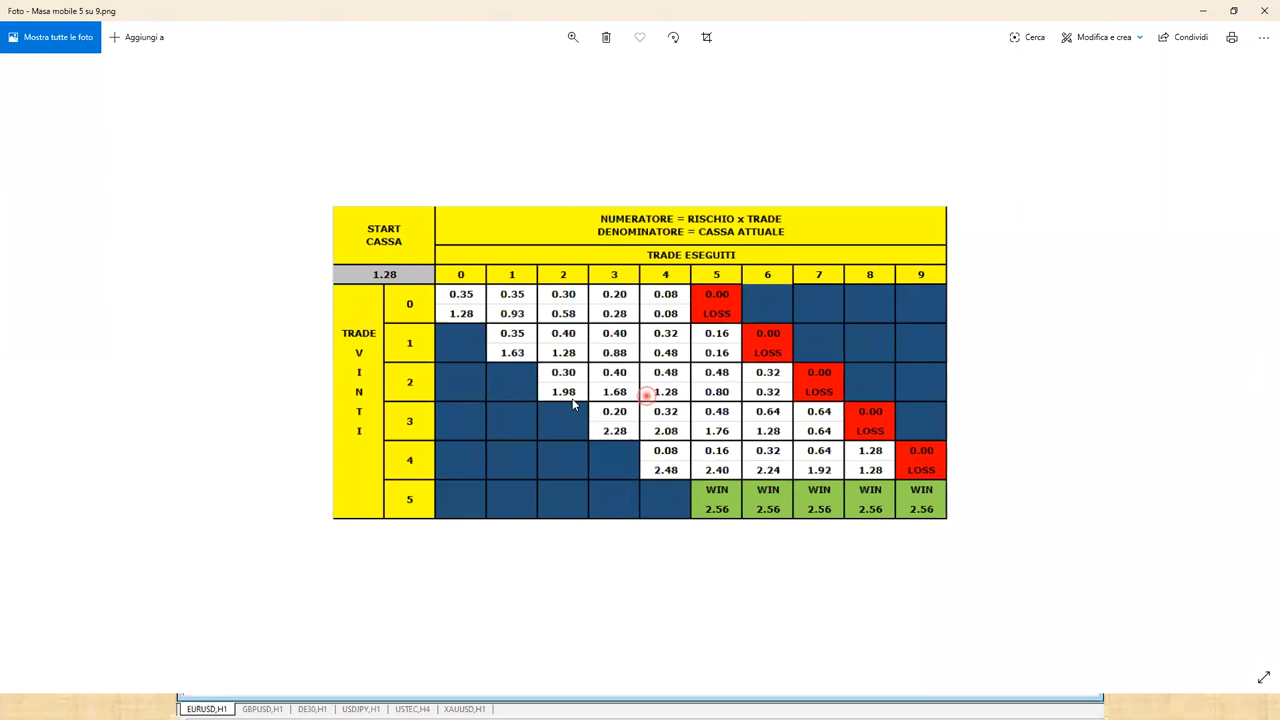 Foto - Masa mobile 5 su 9.png
Mostra tutte le foto
Aggiungi a
Cerca
Modifica e crea
Condividi
START
CASSA
NUMERATORE = RISCHIO x TRADE
DENOMINATORE = CASSA ATTUALE
TRADE ESEGUITI
1.28 0 1 2 3 4 5 6 7 8 9
TRADE
V
I
N
T
I
0
0.35 0.35 0.30 0.20 0.08 0.00
1.28 0.93 0.58 0.28 0.08 LOSS
1
0.35 0.40 0.40 0.32 0.16 0.00
1.63 1.28 0.88 0.48 0.16 LOSS
2
0.30 0.40 0.48 0.48 0.32 0.00
1.98 1.68 1.28 0.80 0.32 LOSS
3
0.20 0.32 0.48 0.64 0.64 0.00
2.28 2.08 1.76 1.28 0.64 LOSS
4
0.08 0.16 0.32 0.64 1.28 0.00
2.48 2.40 2.24 1.92 1.28 LOSS
5
WIN WIN WIN WIN WIN
2.56 2.56 2.56 2.56 2.56
EURUSD,H1 GBPUSD,H1 DE30,H1 USDJPY,H1 USTEC,H4 XAUUSD,H1